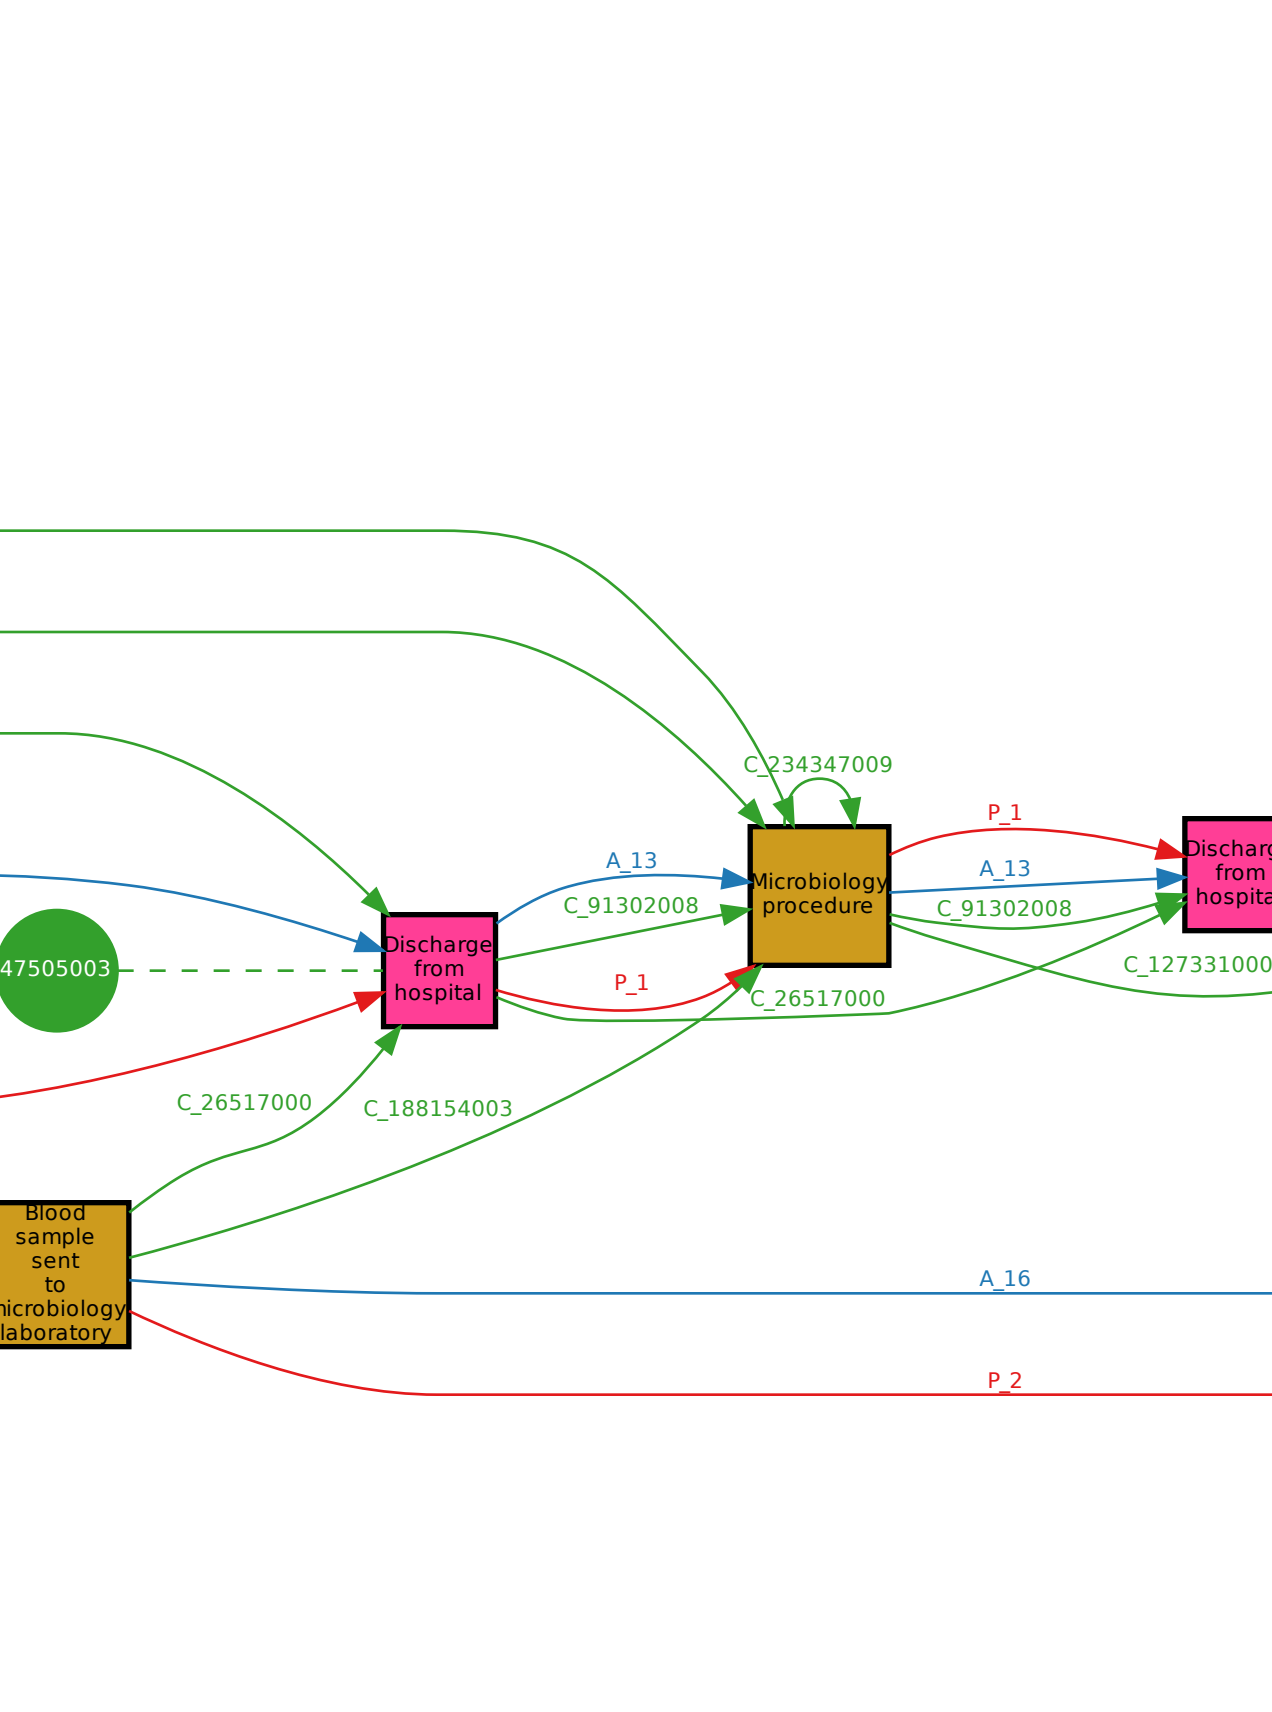 C_234347009
P_1
A_13
A_13
C_91302008
Microbiology
procedure
C_91302008
from
Discharge
from
hospital
47505003
P_1
C_26517000
C_127331000
C_26517000
C_188154003
Blood
sample
sent
to
laboratory
A_16
P_2